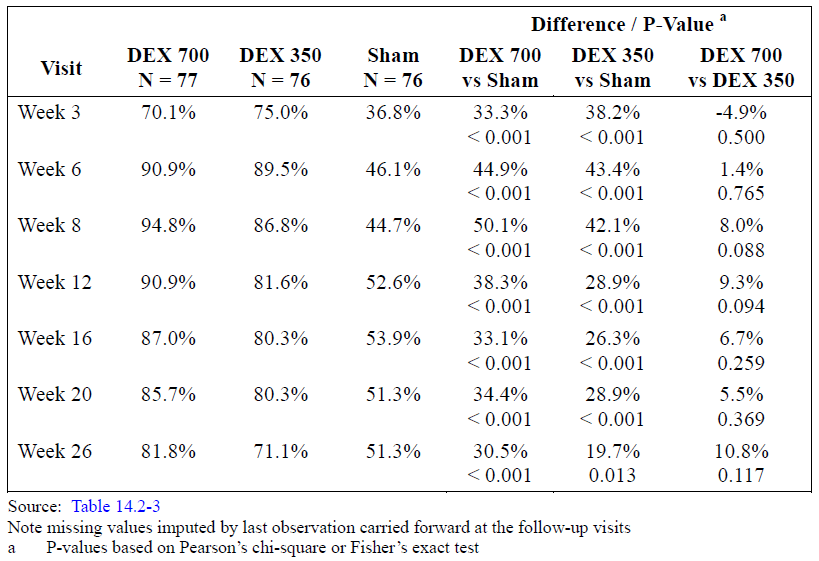 Difference / P-Value a
Visit DEX 700 N = 77 DEX 350 N = 76 Sham N = 76 DEX 700 vs Sham DEX 350 vs Sham DEX 700 vs DEX 350
Week 3 70.1% 75.0% 36.8% 33.3% 38.2% -4.9%
< 0.001 < 0.001 0.500
Week 6 90.9% 89.5% 46.1% 44.9% 43.4% 1.4%
< 0.001 < 0.001 0.765
Week 8 94.8% 86.8% 44.7% 50.1% 42.1% 8.0%
< 0.001 < 0.001 0.088
Week 12 90.9% 81.6% 52.6% 38.3% 28.9% 9.3%
< 0.001 < 0.001 0.094
Week 16 87.0% 80.3% 53.9% 33.1% 26.3% 6.7%
< 0.001 < 0.001 0.259
Week 20 85.7% 80.3% 51.3% 34.4% 28.9% 5.5%
< 0.001 < 0.001 0.369
Week 26 81.8% 71.1% 51.3% 30.5% 19.7% 10.8%
< 0.001 0.013 0.117
Source: Table 14.2-3
Note missing values imputed by last observation carried forward at the follow-up visits
a P-values based on Pearson's chi-square or Fisher's exact test